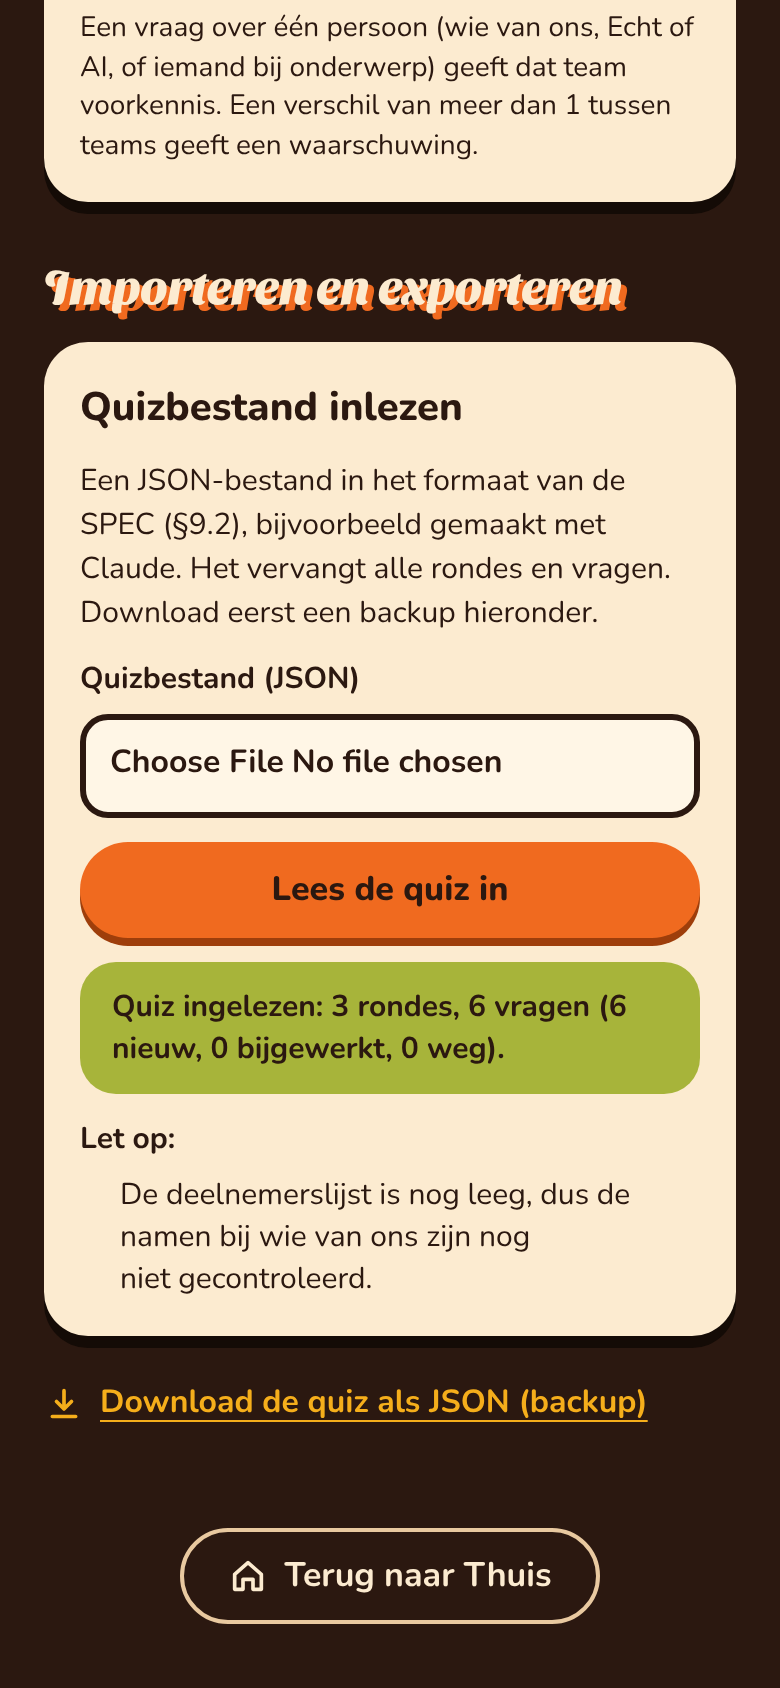 Een vraag over één persoon (wie van ons, Echt of
AI, of iemand bij onderwerp) geeft dat team
voorkennis. Een verschil van meer dan 1 tussen
teams geeft een waarschuwing.
Importeren en exporteren
Quizbestand inlezen
Een JSON-bestand in het formaat van de
SPEC (§9.2), bijvoorbeeld gemaakt met
Claude. Het vervangt alle rondes en vragen.
Download eerst een backup hieronder.
Quizbestand (JSON)
Choose File No file chosen
Lees de quiz in
Quiz ingelezen: 3 rondes, 6 vragen (6
nieuw, 0 bijgewerkt, 0 weg).
Let op:
De deelnemerslijst is nog leeg, dus de
namen bij wie van ons zijn nog
niet gecontroleerd.
Download de quiz als JSON (backup)
Terug naar Thuis